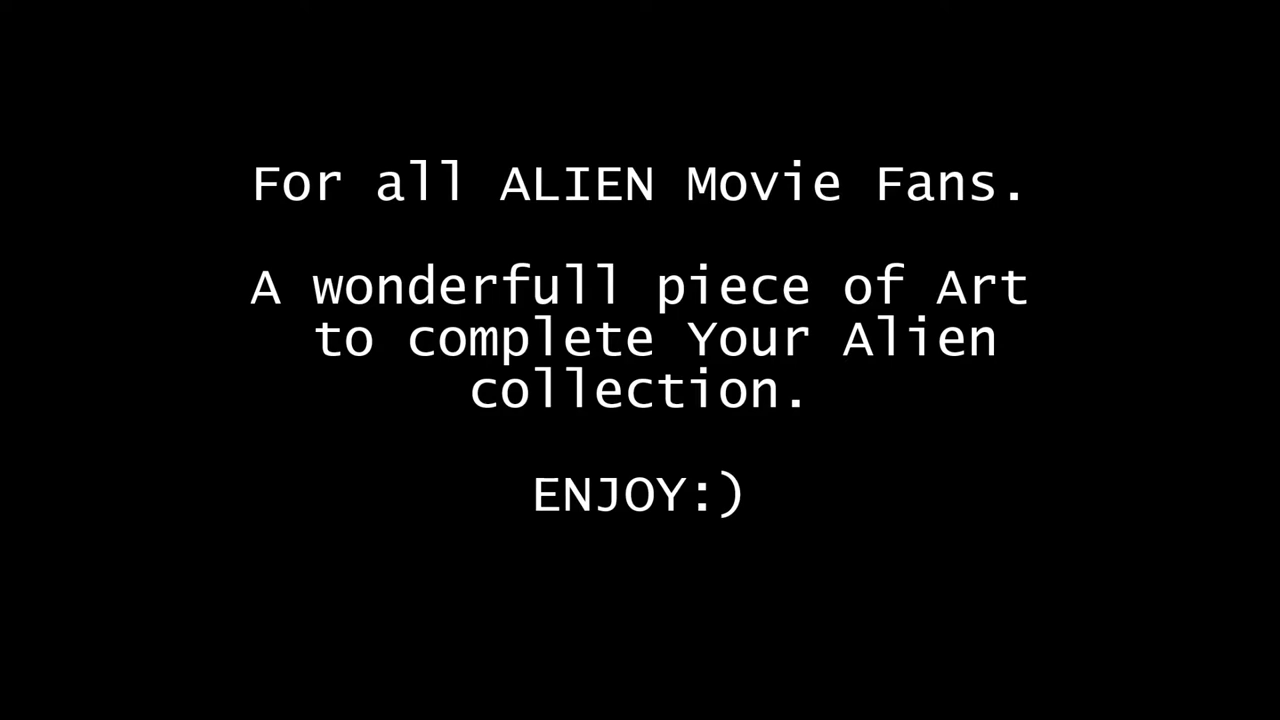 For all ALIEN Movie Fans.
A wonderfull piece of Art
to complete Your Alien
collection.
ENJOY:)